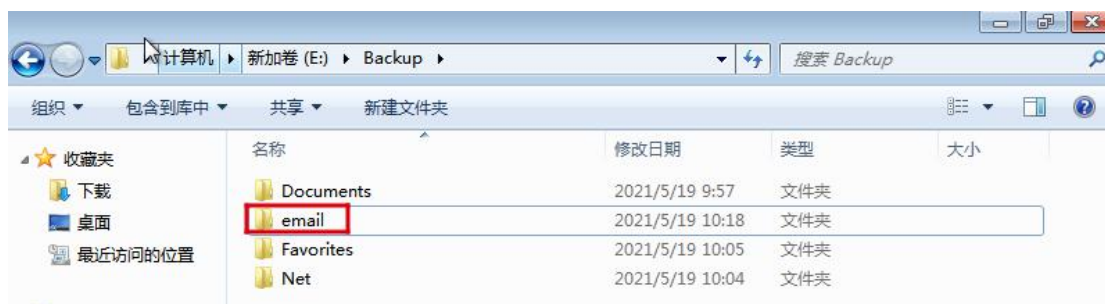 计算机 ▸ 新加卷 (E:) ▸ Backup ▸ 搜索 Backup
组织 ▾ 包含到库中 ▾ 共享 ▾ 新建文件夹
收藏夹
下载
桌面
最近访问的位置
名称 修改日期 类型 大小
Documents 2021/5/19 9:57 文件夹
email 2021/5/19 10:18 文件夹
Favorites 2021/5/19 10:05 文件夹
Net 2021/5/19 10:04 文件夹